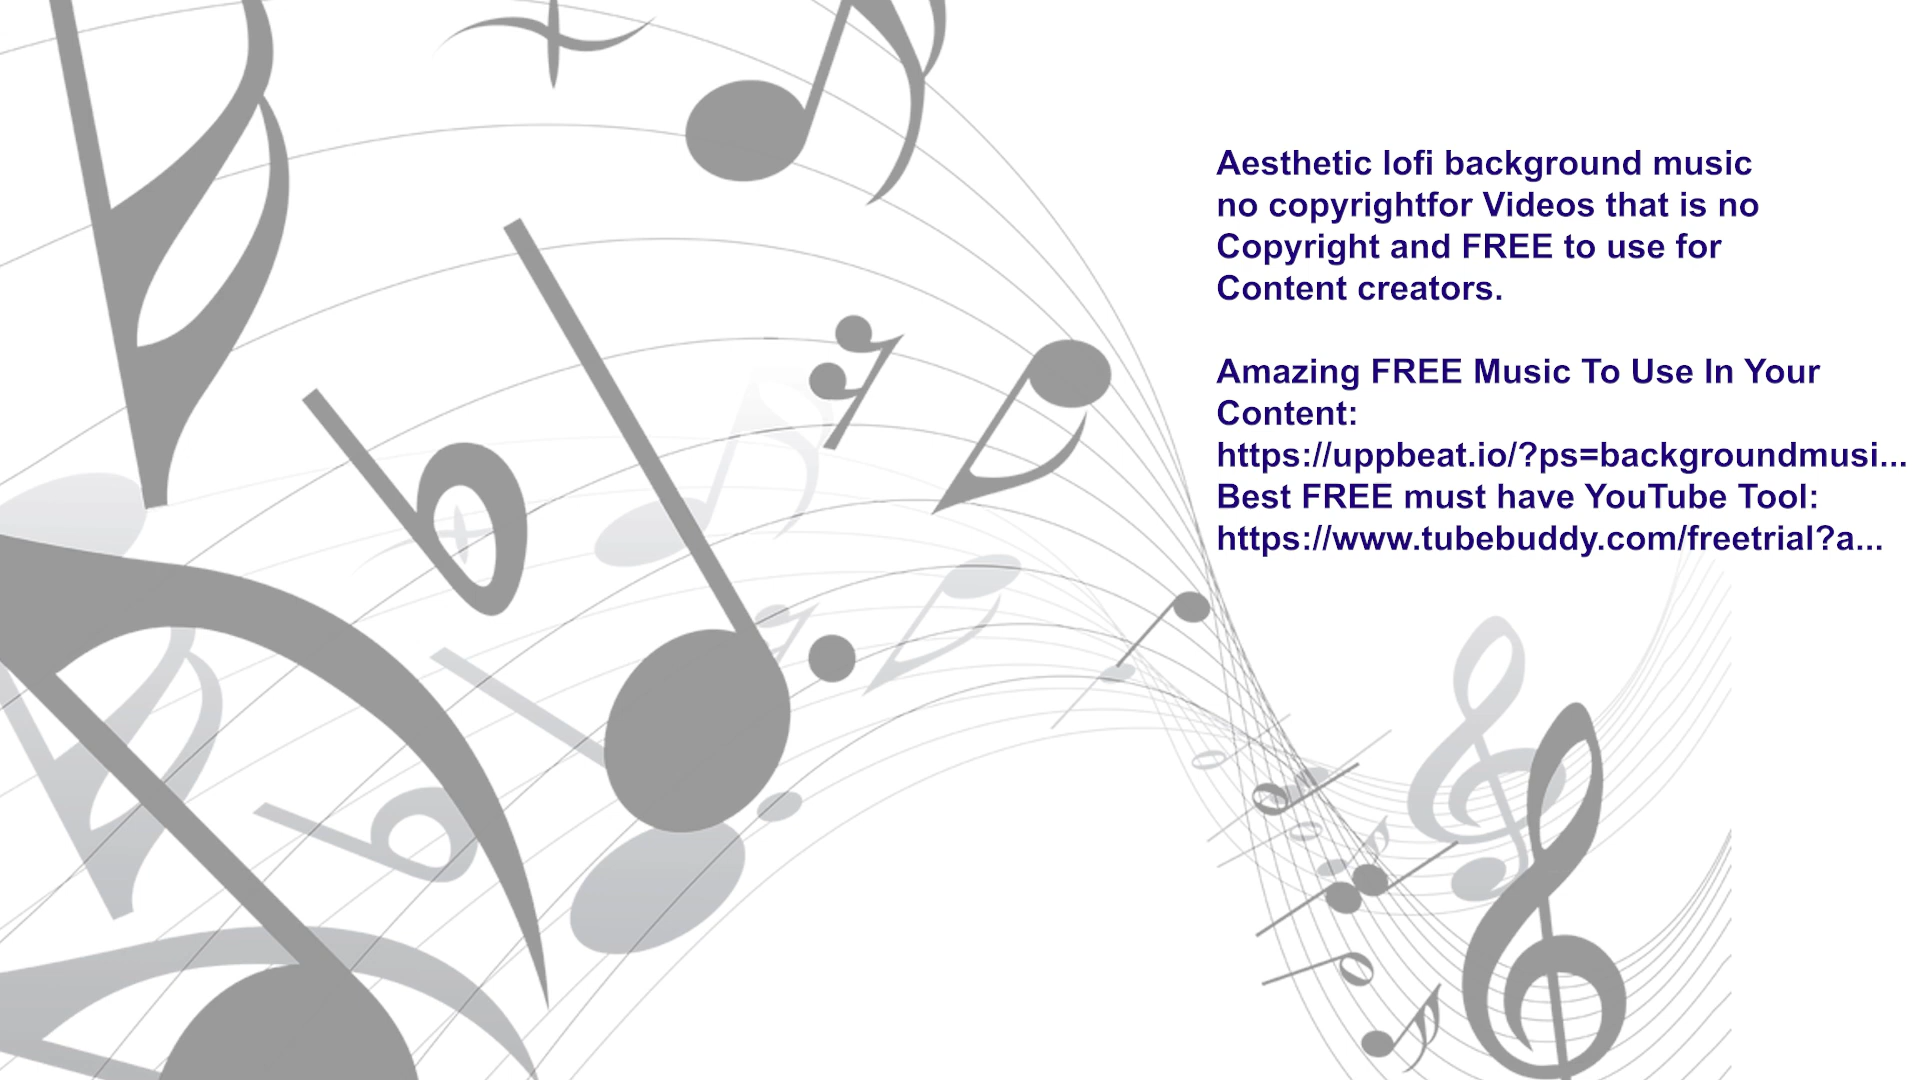 Aesthetic lofi background music
no copyrightfor Videos that is no
Copyright and FREE to use for
Content creators.
Amazing FREE Music To Use In Your
Content:
https://uppbeat.io/?ps=backgroundmusi...
Best FREE must have YouTube Tool:
https://www.tubebuddy.com/freetrial?a...